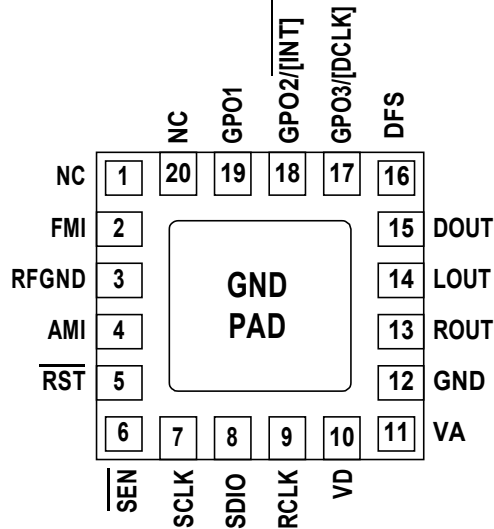 NC
GPO1
GPO2/[INT]
GPO3/[DCLK]
DFS
NC 1 20 19 18 17 16
FMI 2 15 DOUT
RFGND 3 14 LOUT
GND
PAD
AMI 4 13 ROUT
RST 5 12 GND
6 7 8 9 10 11 VA
SEN
SCLK
SDIO
RCLK
VD